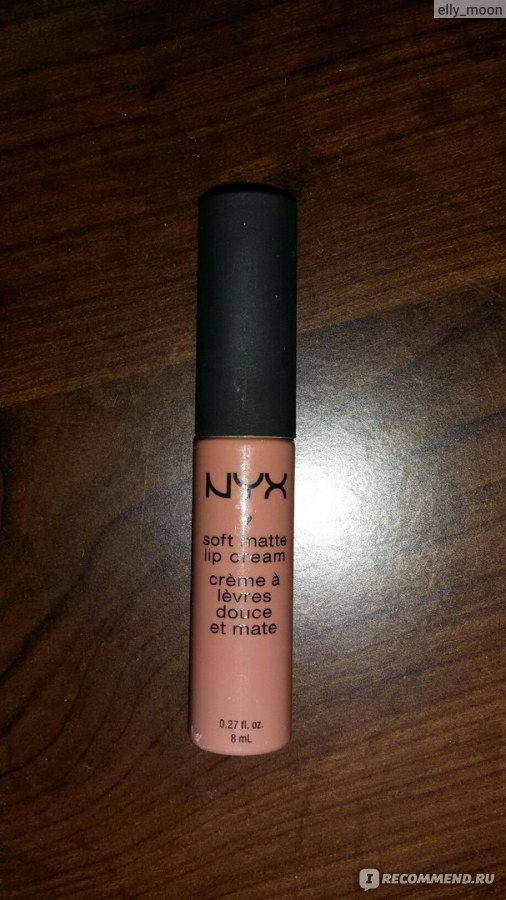 elly_moon
NYX
soft matte
lip cream
crème à
lèvres
douce
et mate
0.27 fl. oz.
8 mL
I RECOMMEND.RU